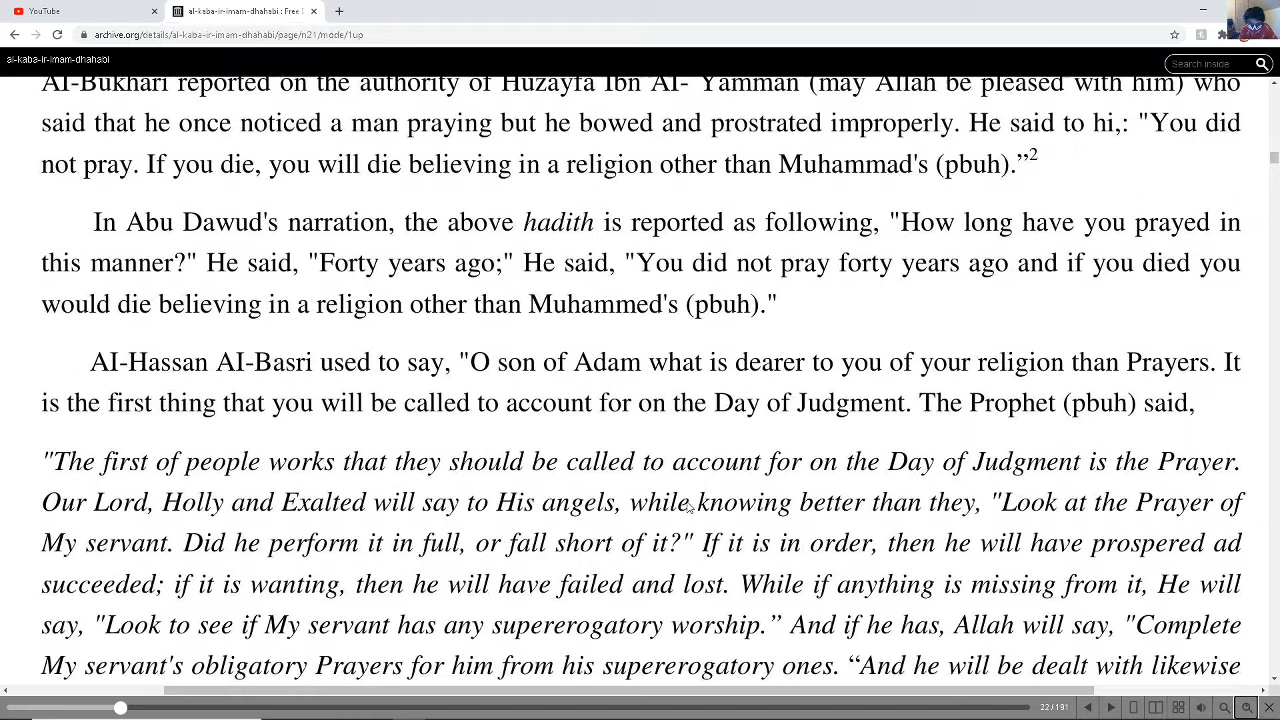 YouTube
al-kaba-ir-imam-dhahabi : Free
archive.org/details/al-kaba-ir-imam-dhahabi/page/n21/mode/1up
al-kaba-ir-imam-dhahabi
Search inside
AI-Bukhari reported on the authority of Huzayfa Ibn AI- Yamman (may Allah be pleased with him) who
said that he once noticed a man praying but he bowed and prostrated improperly. He said to hi,: "You did
not pray. If you die, you will die believing in a religion other than Muhammad's (pbuh).”2
In Abu Dawud's narration, the above hadith is reported as following, "How long have you prayed in
this manner?" He said, "Forty years ago;" He said, "You did not pray forty years ago and if you died you
would die believing in a religion other than Muhammed's (pbuh)."
AI-Hassan AI-Basri used to say, "O son of Adam what is dearer to you of your religion than Prayers. It
is the first thing that you will be called to account for on the Day of Judgment. The Prophet (pbuh) said,
"The first of people works that they should be called to account for on the Day of Judgment is the Prayer.
Our Lord, Holly and Exalted will say to His angels, while knowing better than they, "Look at the Prayer of
My servant. Did he perform it in full, or fall short of it?" If it is in order, then he will have prospered ad
succeeded; if it is wanting, then he will have failed and lost. While if anything is missing from it, He will
say, "Look to see if My servant has any supererogatory worship.” And if he has, Allah will say, "Complete
My servant's obligatory Prayers for him from his supererogatory ones. “And he will be dealt with likewise
22 / 191